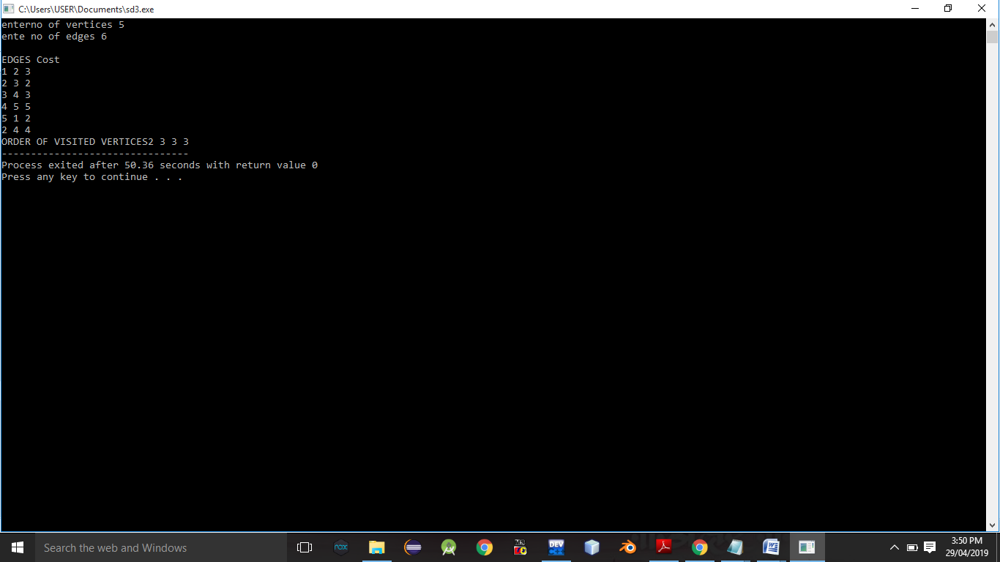 C:\Users\USER\Documents\sd3.exe
enterno of vertices 5
ente no of edges 6
EDGES Cost
1 2 3
2 3 2
3 4 3
4 5 5
5 1 2
2 4 4
ORDER OF VISITED VERTICES2 3 3 3
--------------------------------
Process exited after 50.36 seconds with return value 0
Press any key to continue . . .
Search the web and Windows
nox
DEV
3:50 PM
29/04/2019